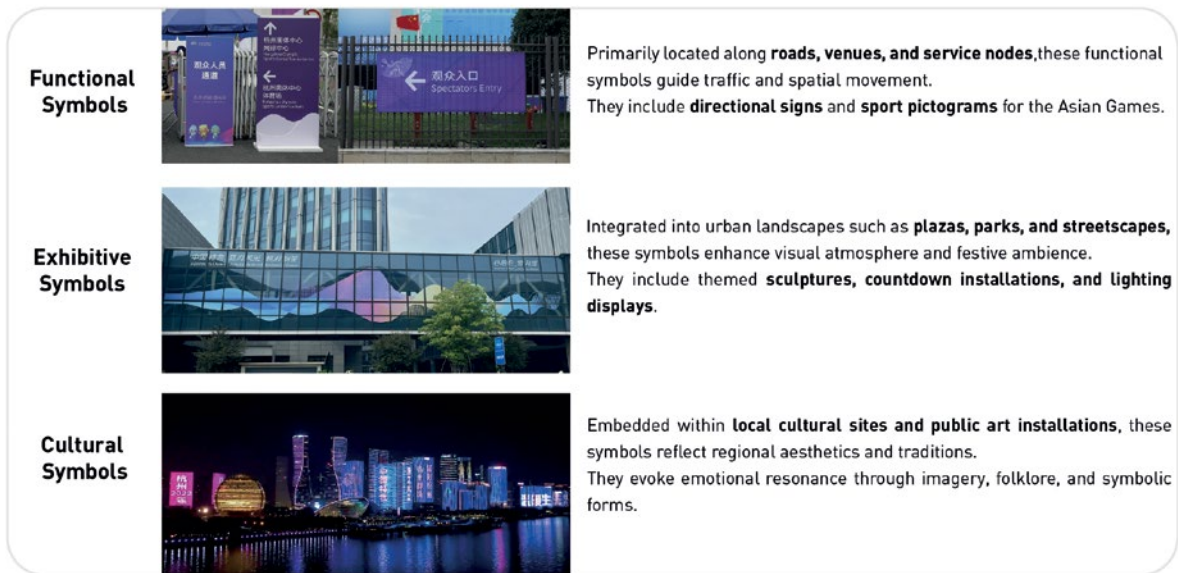 Functional
Symbols
观众人员
通道
观众入口
Spectators Entry
Primarily located along roads, venues, and service nodes,these functional
symbols guide traffic and spatial movement.
They include directional signs and sport pictograms for the Asian Games.
Exhibitive
Symbols
Integrated into urban landscapes such as plazas, parks, and streetscapes,
these symbols enhance visual atmosphere and festive ambience.
They include themed sculptures, countdown installations, and lighting
displays.
Cultural
Symbols
杭州
2022
Embedded within local cultural sites and public art installations, these
symbols reflect regional aesthetics and traditions.
They evoke emotional resonance through imagery, folklore, and symbolic
forms.